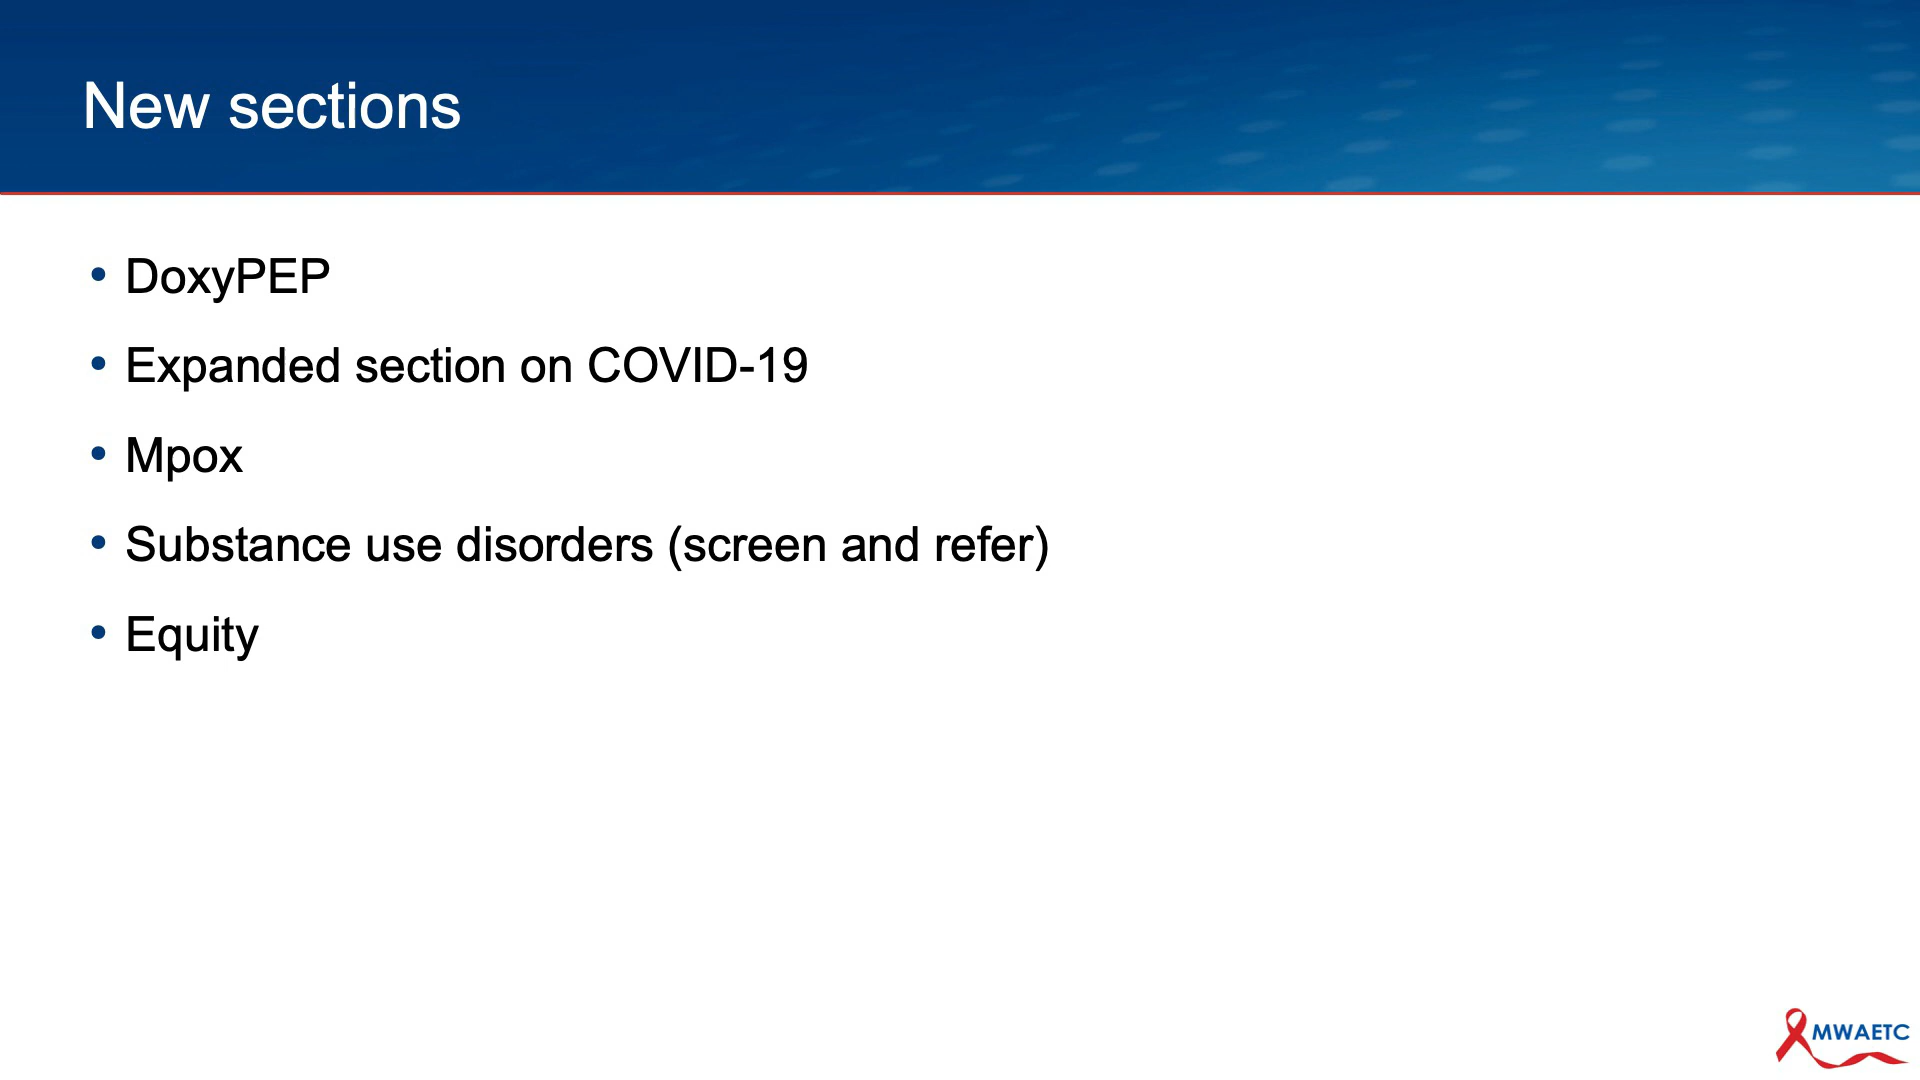 New sections
• DoxyPEP
• Expanded section on COVID-19
• Mpox
• Substance use disorders (screen and refer)
• Equity
MWAETC